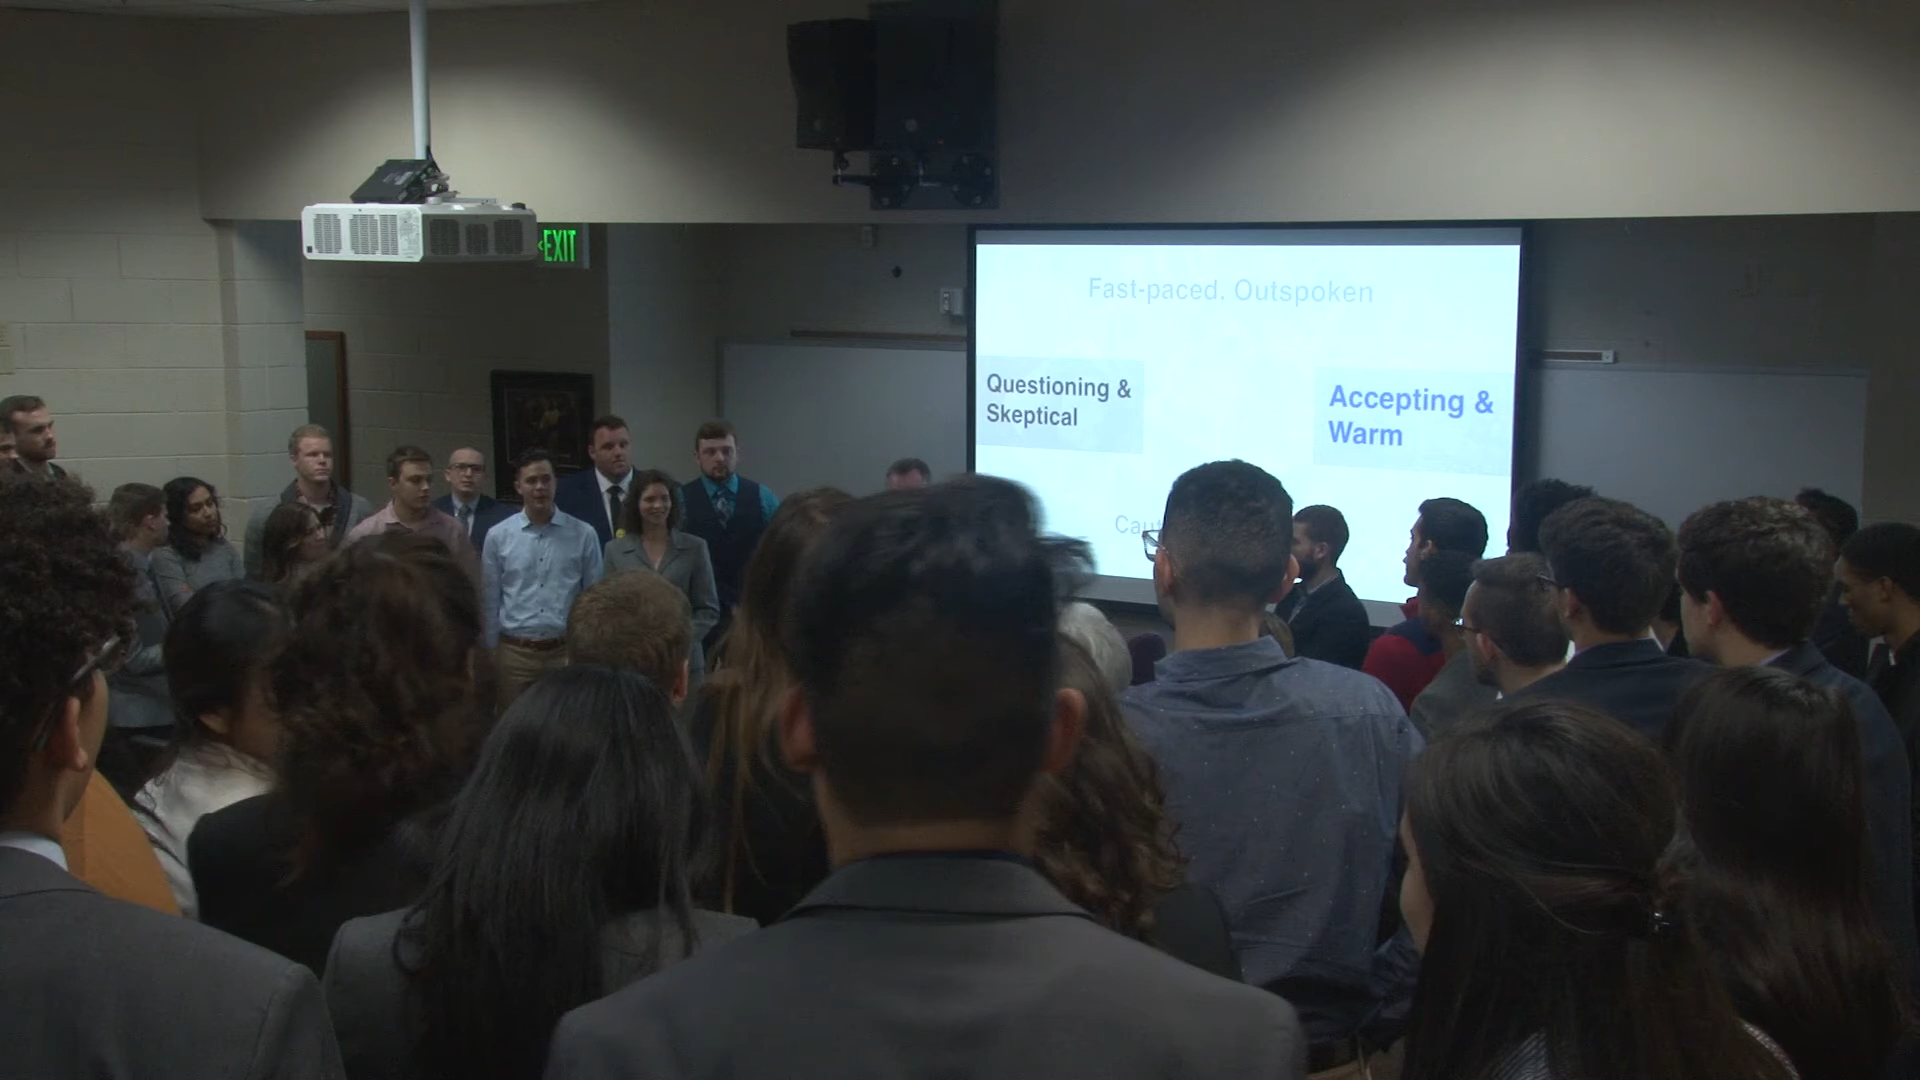 EXIT
Fast-paced. Outspoken
Questioning &
Skeptical
Accepting &
Warm